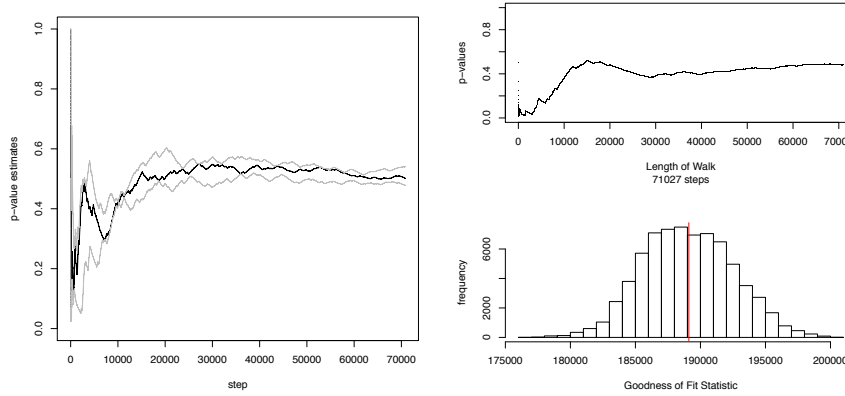 p−value estimates
1.0
0.8
0.6
0.4
0.2
0.0
0 10000 20000 30000 40000 50000 60000 70000
step
p−values
0.8
0.4
0.0
0 10000 20000 30000 40000 50000 60000 7000
Length of Walk
71027 steps
frequency
6000
2000
0
175000 180000 185000 190000 195000 20000
Goodness of Fit Statistic